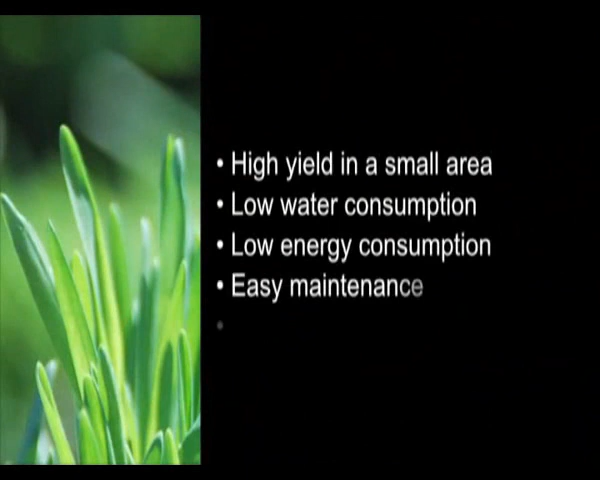 • High yield in a small area
• Low water consumption
• Low energy consumption
• Easy maintenance
•